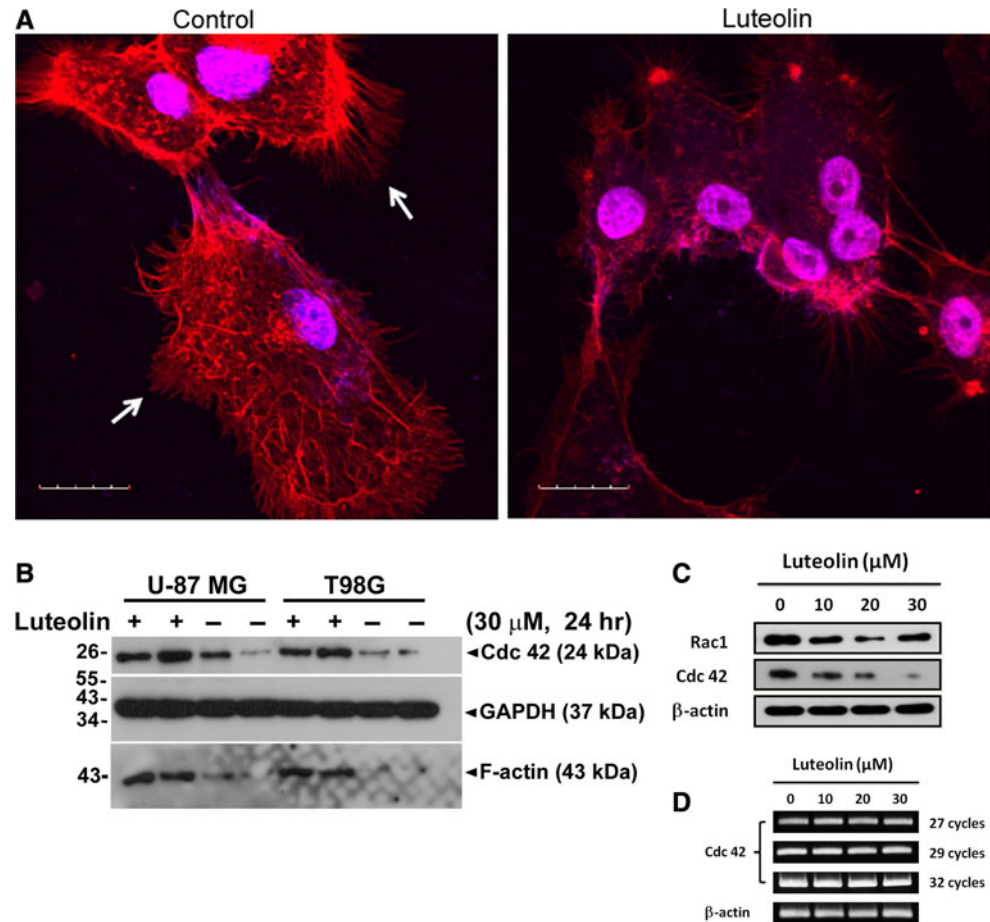 A
Control
Luteolin
B
U-87 MG
T98G
Luteolin + + – – + + – – (30 μM, 24 hr)
26-
◄Cdc 42 (24 kDa)
55-
43-
34-
◄GAPDH (37 kDa)
43-
◄F-actin (43 kDa)
C
Luteolin (μM)
0 10 20 30
Rac1
Cdc 42
β-actin
D
Luteolin (μM)
0 10 20 30
27 cycles
Cdc 42
29 cycles
32 cycles
β-actin